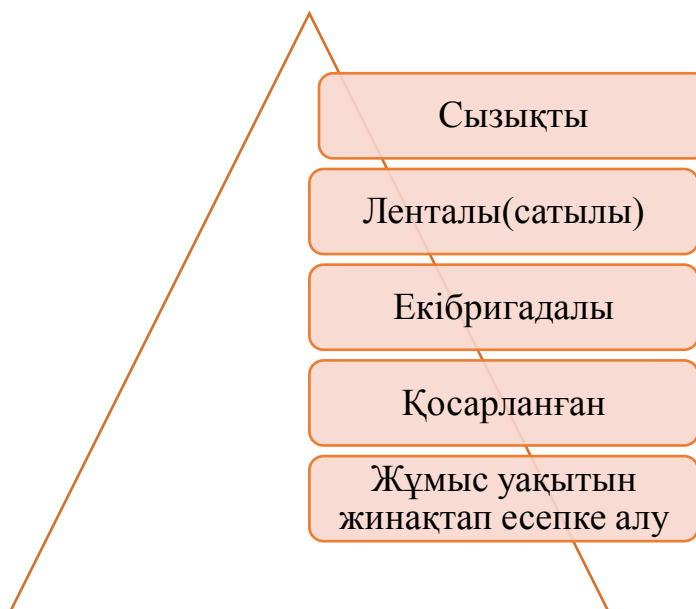 Сызықты
Ленталы(сатылы)
Екібригадалы
Қосарланған
Жұмыс уақытын
жинақтап есепке алу